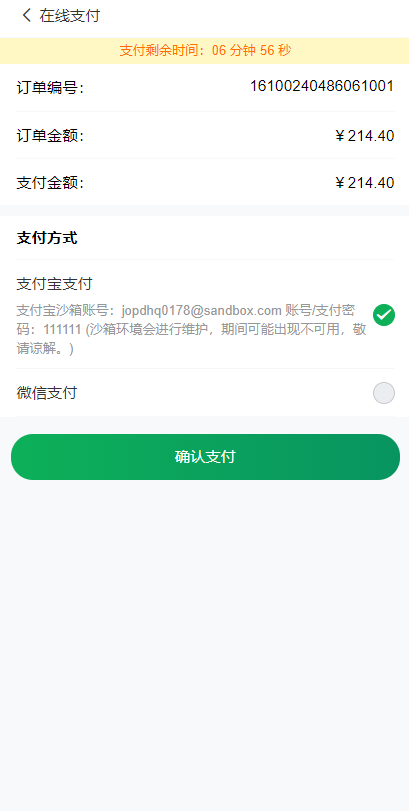 在线支付
支付剩余时间：06 分钟 56 秒
订单编号： 16100240486061001
订单金额： ￥214.40
支付金额： ￥214.40
支付方式
支付宝支付
支付宝沙箱账号：jopdhq0178@sandbox.com 账号/支付密
码：111111 (沙箱环境会进行维护，期间可能出现不可用，敬
请谅解。)
微信支付
确认支付